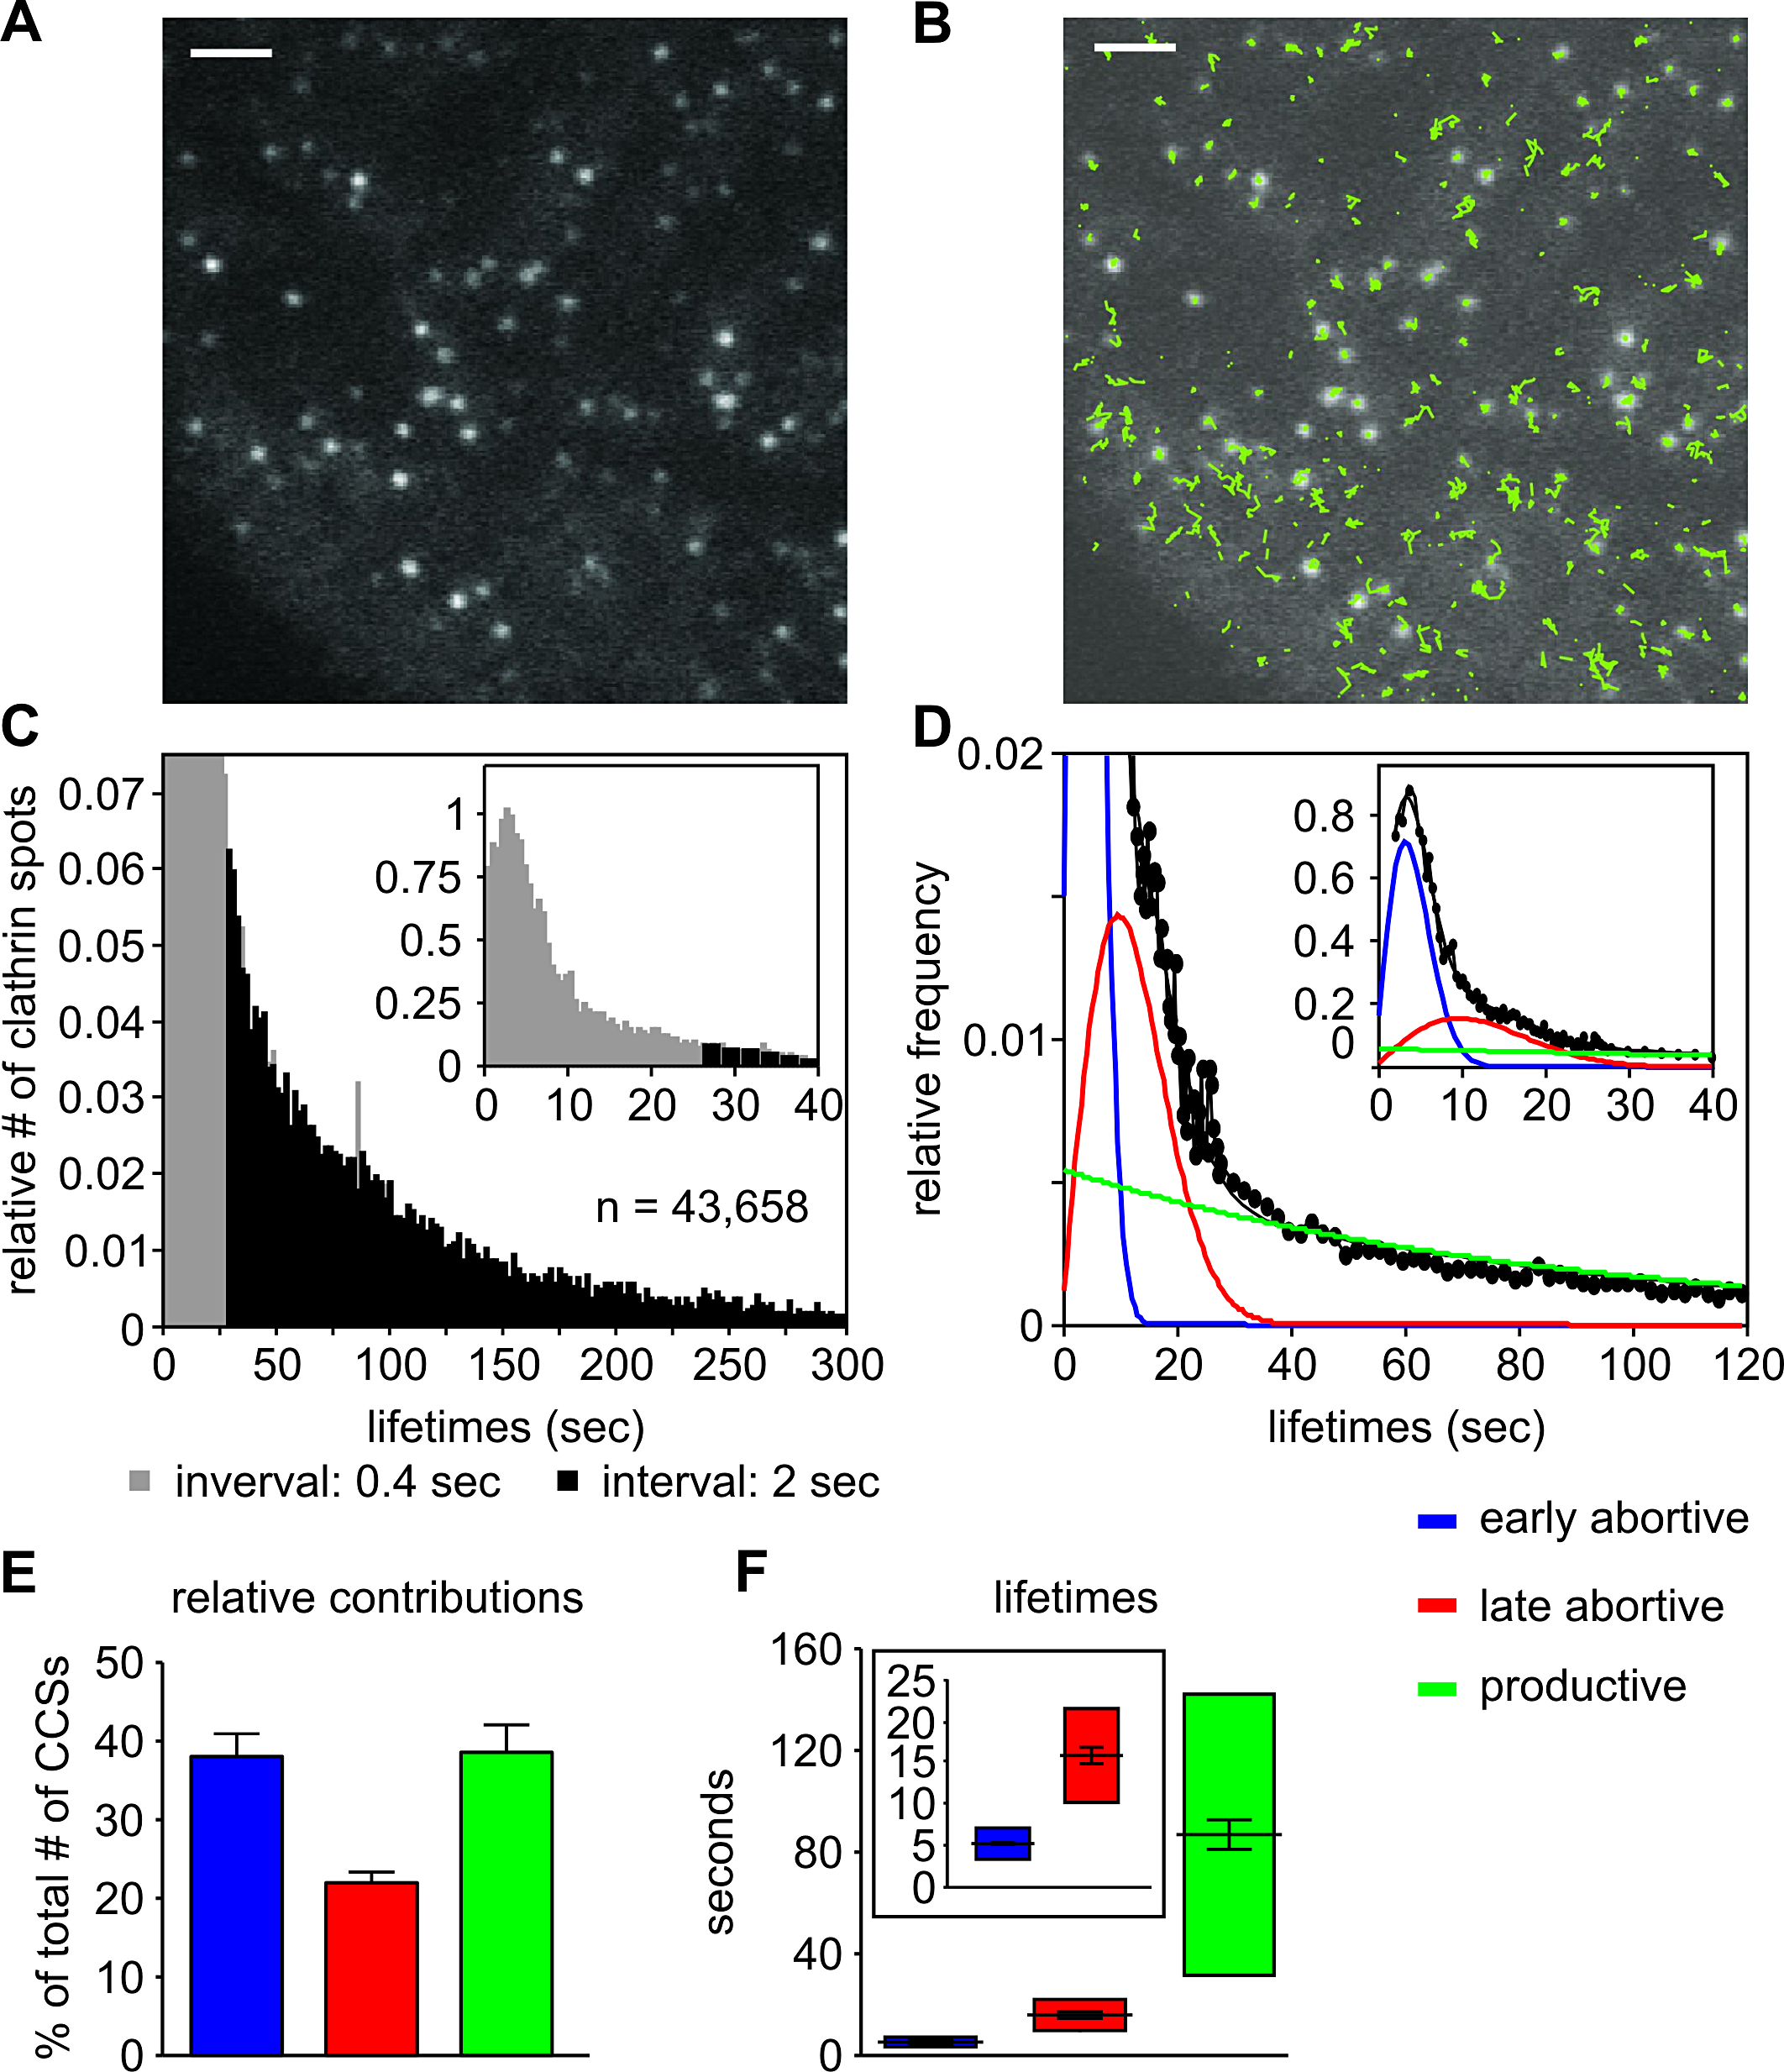 A
B
C
relative # of clathrin spots
0.07
0.06
0.05
0.04
0.03
0.02
0.01
0
1
0.75
0.5
0.25
0
0 10 20 30 40
n = 43,658
0 50 100 150 200 250 300
lifetimes (sec)
inverval: 0.4 sec interval: 2 sec
D
relative frequency
0.02
0.01
0
0.8
0.6
0.4
0.2
0
0 10 20 30 40
0 20 40 60 80 100 120
lifetimes (sec)
early abortive
late abortive
productive
E
relative contributions
% of total # of CCSs
50
40
30
20
10
0
F
lifetimes
seconds
160
120
80
40
0
25
20
15
10
5
0